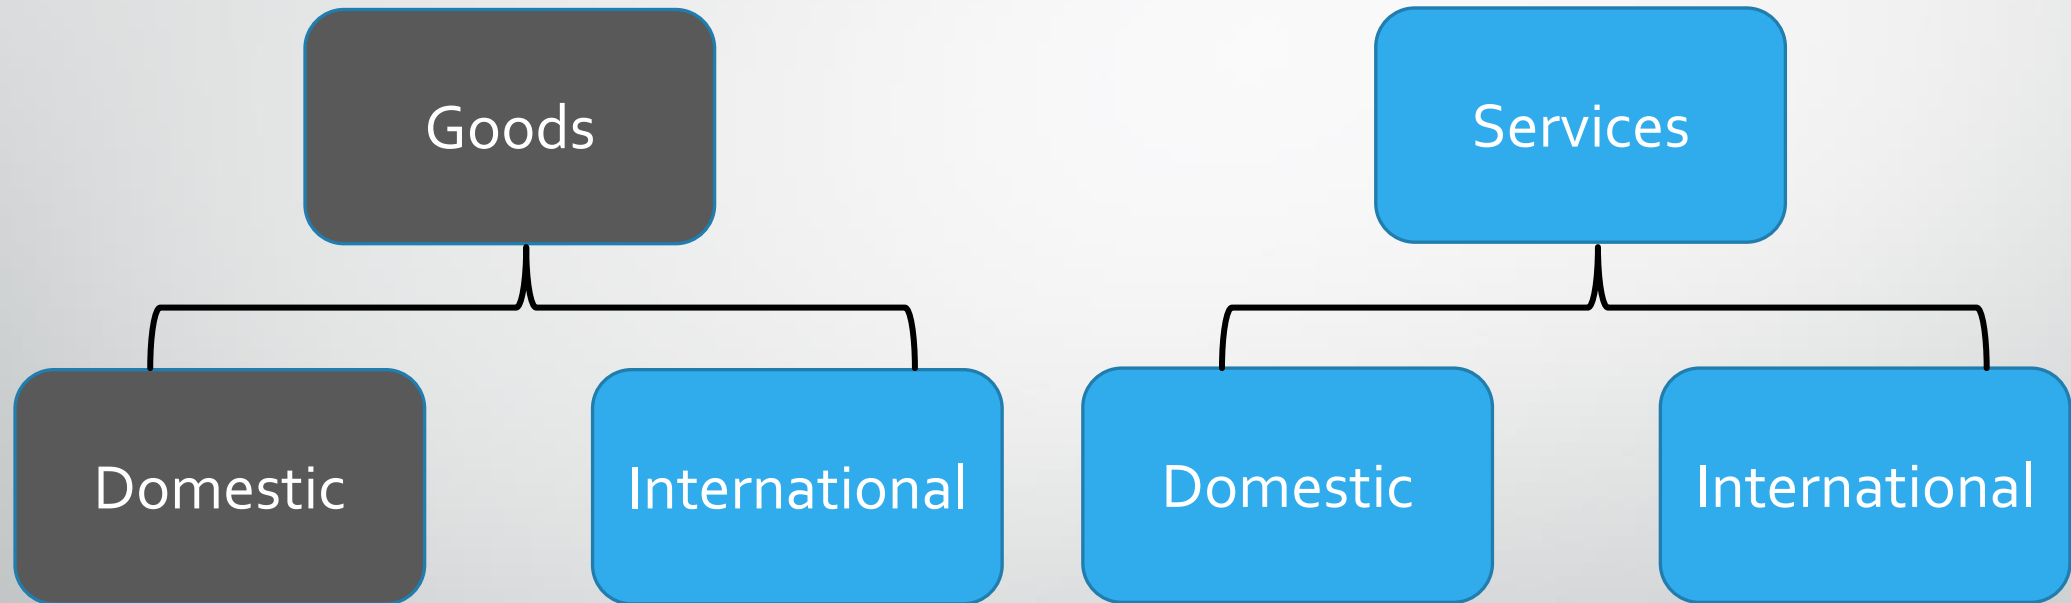 Goods
Services
Domestic
International
Domestic
International